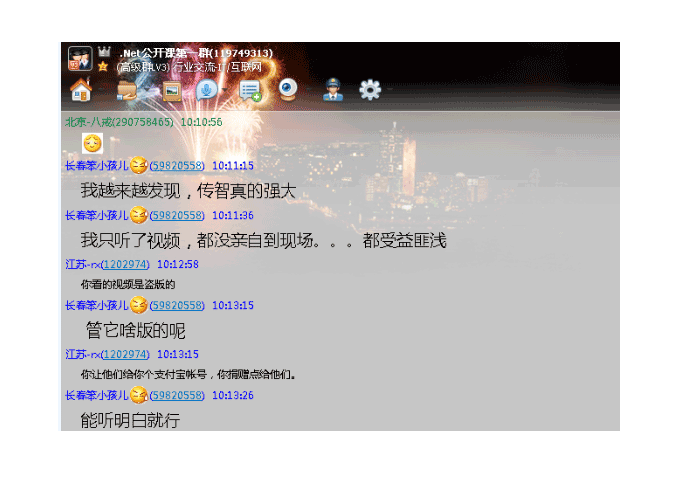 .Net公开课第一群(119749313)
(高级群LV3) 行业交流-IT/互联网
北京-八戒(290758465) 10:10:56
长春笨小孩儿(59820558) 10:11:15
我越来越发现，传智真的强大
长春笨小孩儿(59820558) 10:11:36
我只听了视频，都没亲自到现场。。。都受益匪浅
江苏-rx(1202974) 10:12:58
你看的视频是盗版的
长春笨小孩儿(59820558) 10:13:15
管它啥版的呢
江苏-rx(1202974) 10:13:15
你让他们给你个支付宝帐号，你捐赠点给他们。
长春笨小孩儿(59820558) 10:13:26
能听明白就行